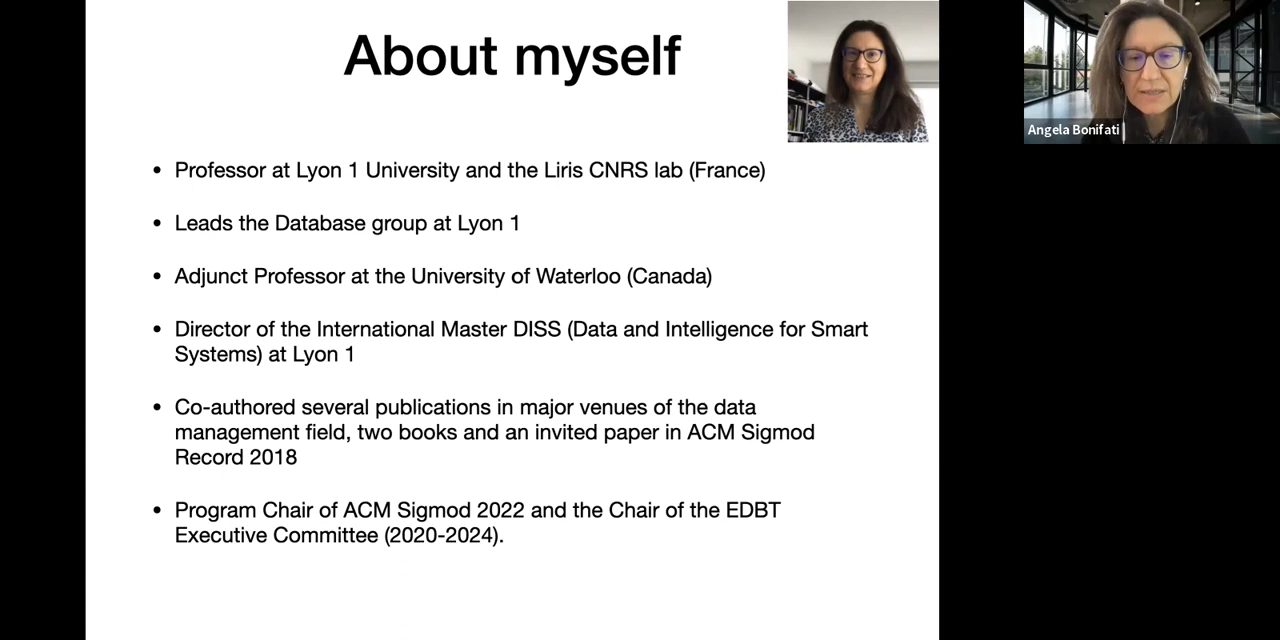 About myself
Angela Bonifati
• Professor at Lyon 1 University and the Liris CNRS lab (France)
• Leads the Database group at Lyon 1
• Adjunct Professor at the University of Waterloo (Canada)
• Director of the International Master DISS (Data and Intelligence for Smart
Systems) at Lyon 1
• Co-authored several publications in major venues of the data
management field, two books and an invited paper in ACM Sigmod
Record 2018
• Program Chair of ACM Sigmod 2022 and the Chair of the EDBT
Executive Committee (2020-2024).